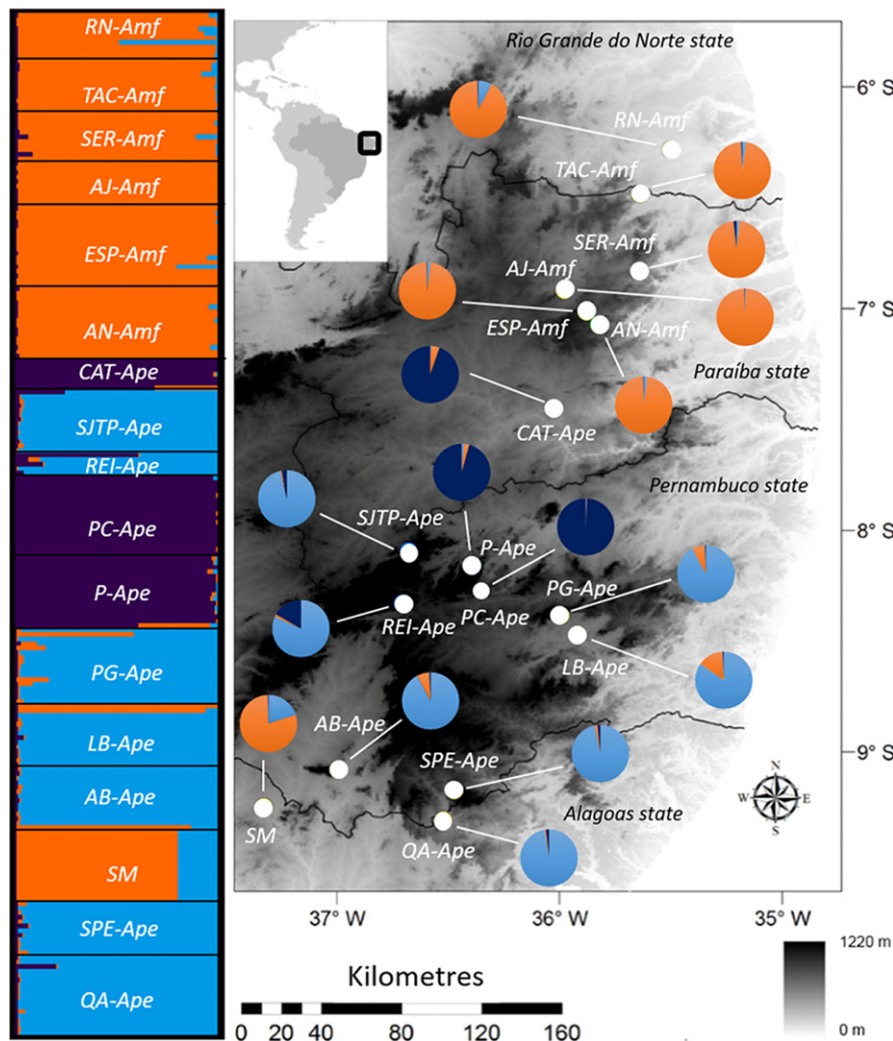 RN-Amf
TAC-Amf
SER-Amf
AJ-Amf
ESP-Amf
AN-Amf
CAT-Ape
SJTP-Ape
REI-Ape
PC-Ape
P-Ape
PG-Ape
LB-Ape
AB-Ape
SM
SPE-Ape
QA-Ape
Rio Grande do Norte state
6° S
RN-Amf
TAC-Amf
SER-Amf
AJ-Amf
7° S
ESP-Amf
AN-Amf
Paraíba state
CAT-Ape
Pernambuco state
SJTP-Ape
8° S
P-Ape
PG-Ape
REI-Ape
PC-Ape
LB-Ape
AB-Ape
SPE-Ape
9° S
N
W
E
S
Alagoas state
SM
QA-Ape
37° W
36° W
35° W
1220 m
0 m
Kilometres
0 20 40 80 120 160